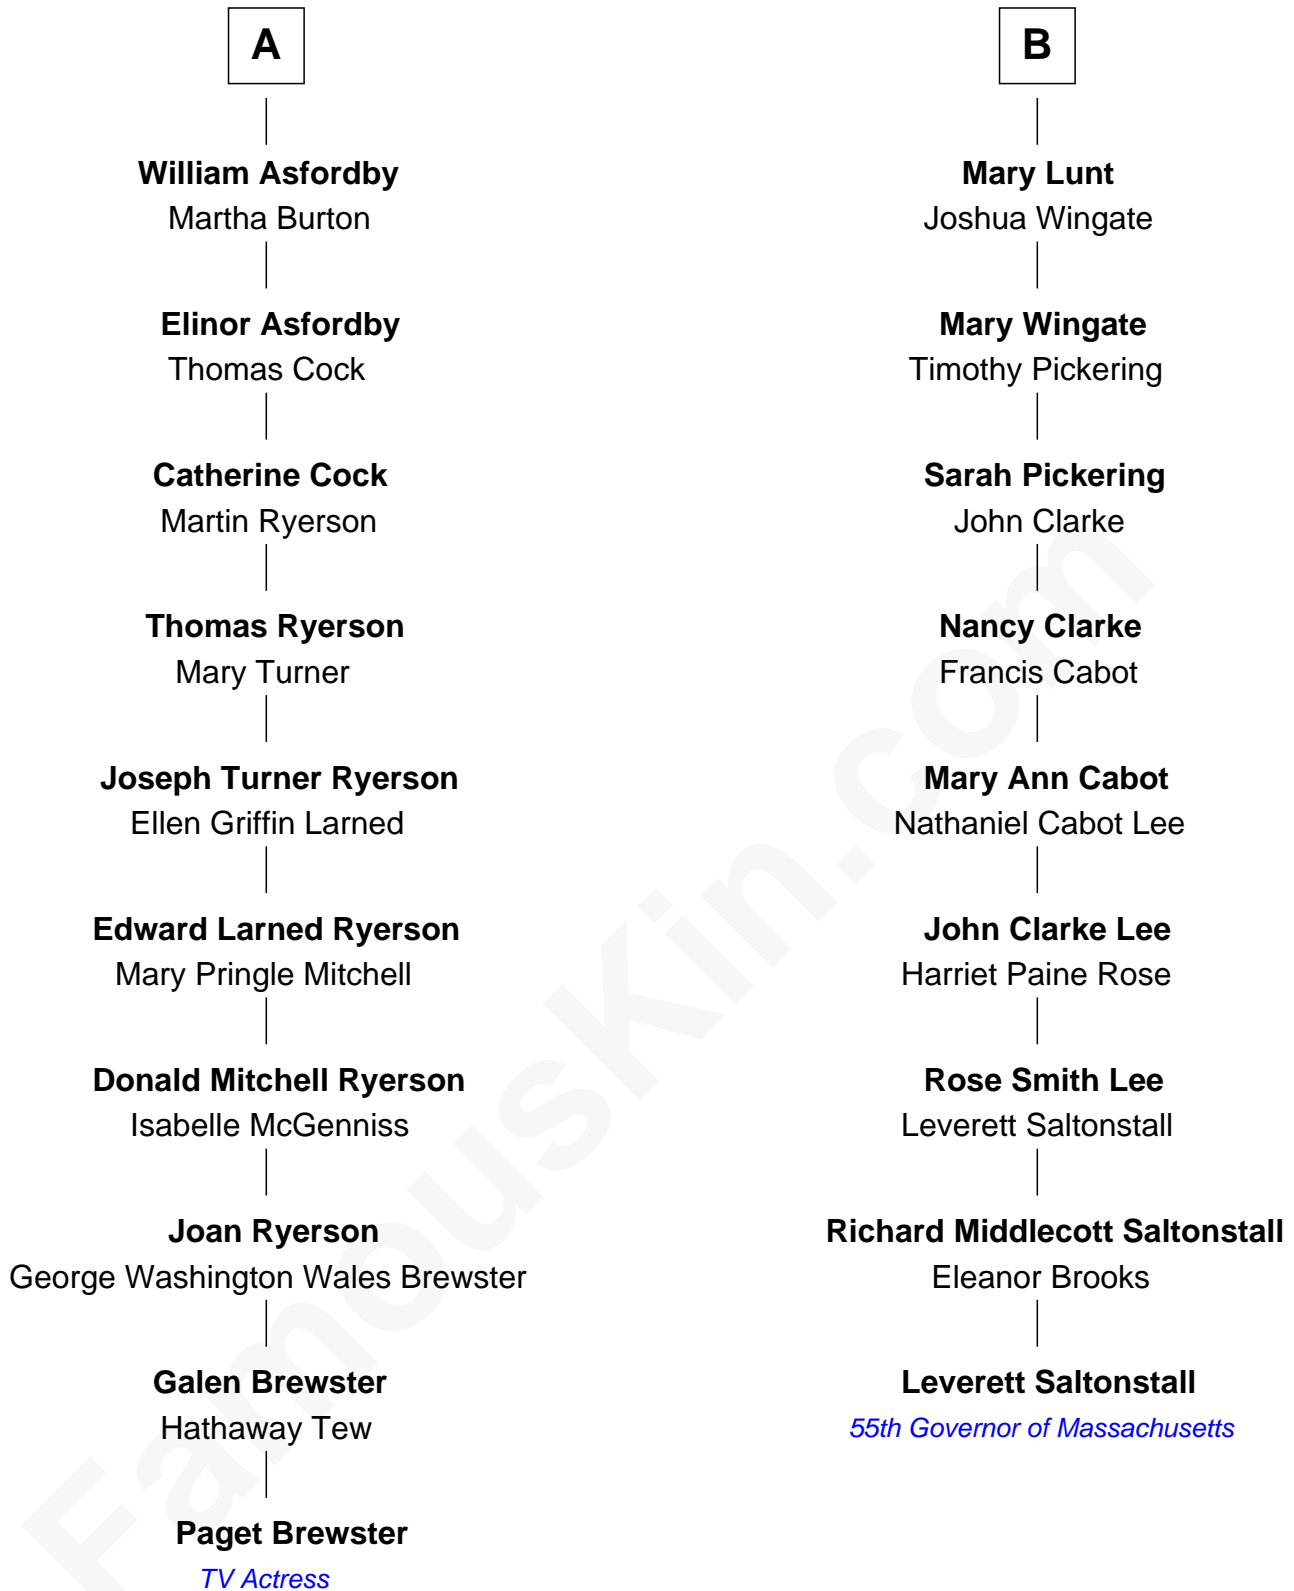 A
William Asfordby
Martha Burton
Elinor Asfordby
Thomas Cock
Catherine Cock
Martin Ryerson
Thomas Ryerson
Mary Turner
Joseph Turner Ryerson
Ellen Griffin Larned
Edward Larned Ryerson
Mary Pringle Mitchell
Donald Mitchell Ryerson
Isabelle McGenniss
Joan Ryerson
George Washington Wales Brewster
Galen Brewster
Hathaway Tew
Paget Brewster
TV Actress
B
Mary Lunt
Joshua Wingate
Mary Wingate
Timothy Pickering
Sarah Pickering
John Clarke
Nancy Clarke
Francis Cabot
Mary Ann Cabot
Nathaniel Cabot Lee
John Clarke Lee
Harriet Paine Rose
Rose Smith Lee
Leverett Saltonstall
Richard Middlecott Saltonstall
Eleanor Brooks
Leverett Saltonstall
55th Governor of Massachusetts
FamousKin.com